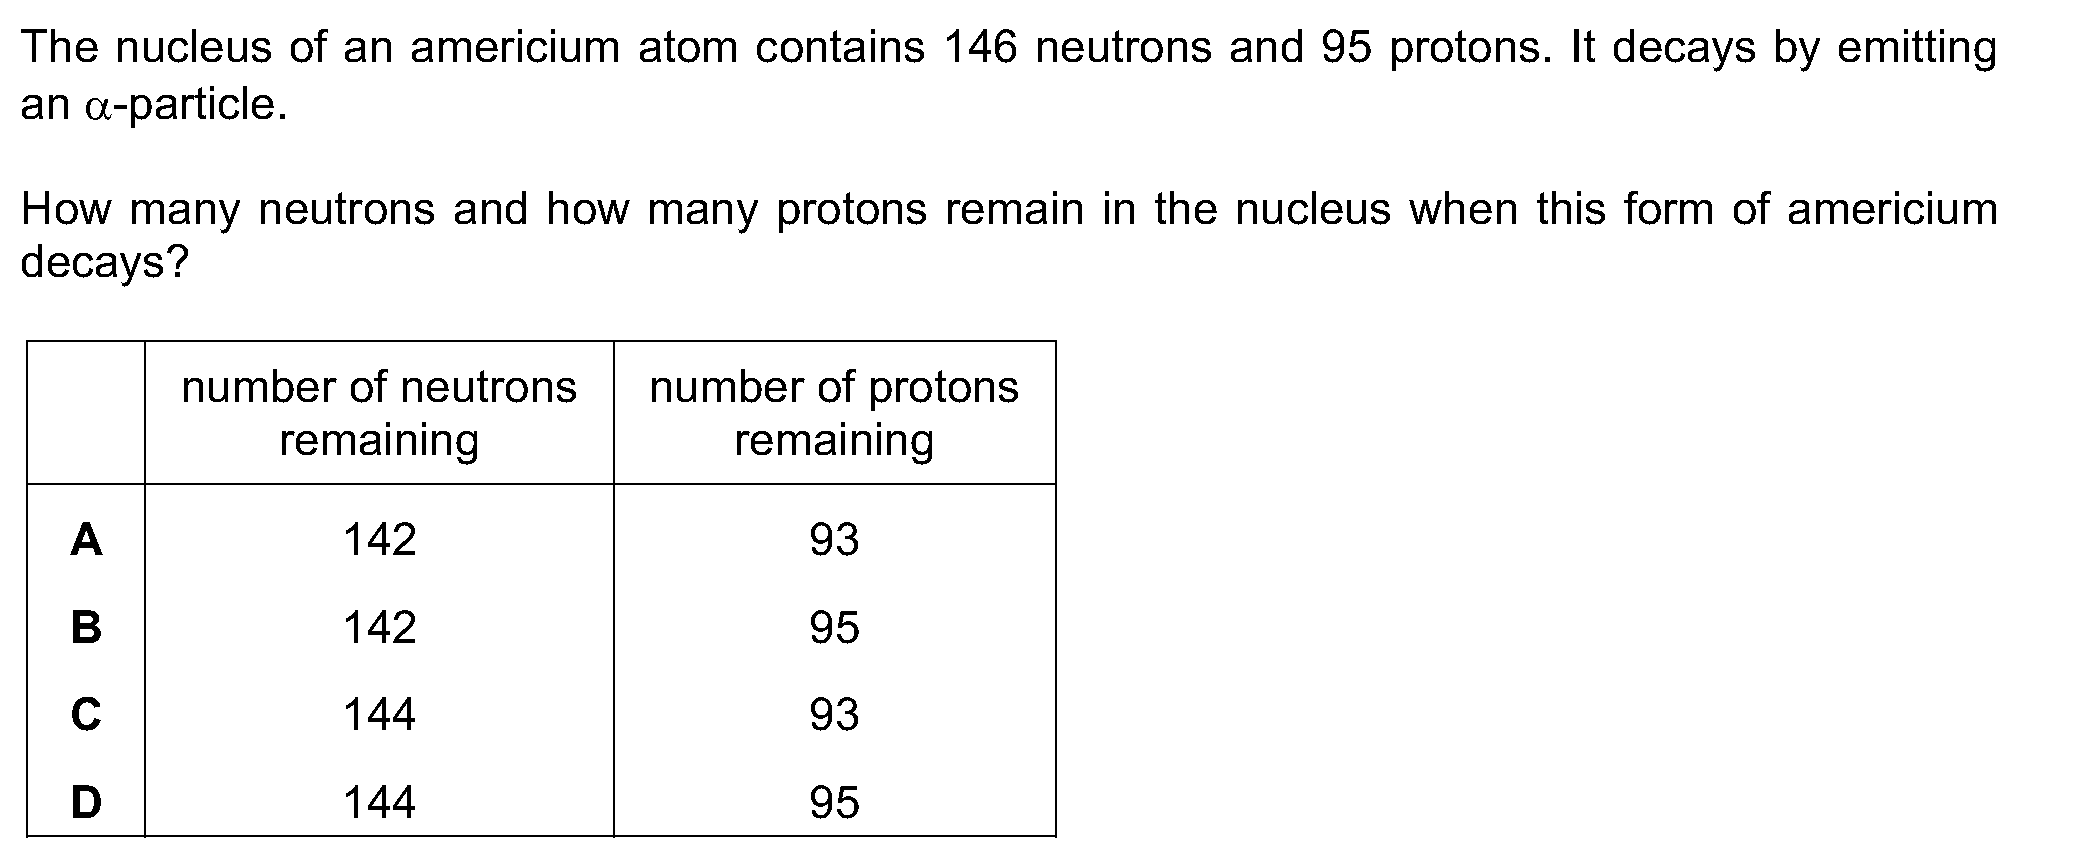 The nucleus of an americium atom contains 146 neutrons and 95 protons. It decays by emitting
an α-particle.
How many neutrons and how many protons remain in the nucleus when this form of americium
decays?
number of neutrons remaining
number of protons remaining
A 142 93
B 142 95
C 144 93
D 144 95